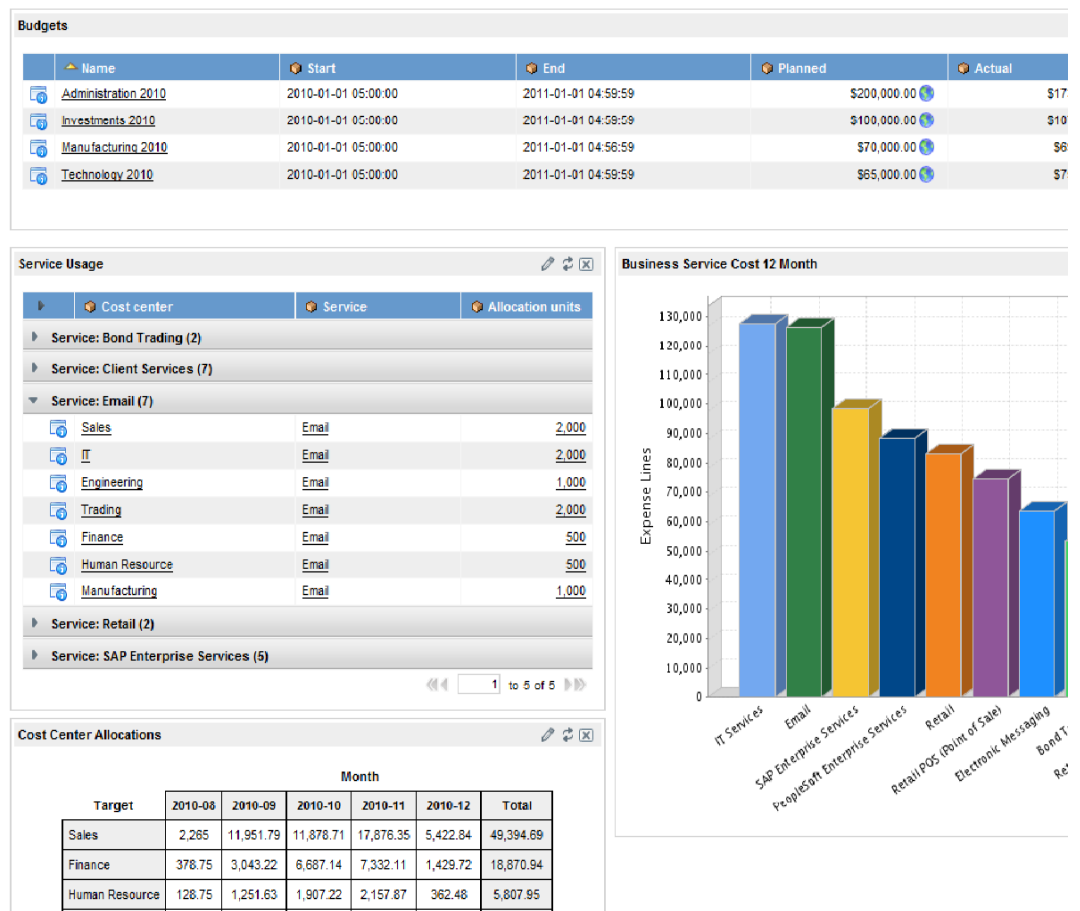 Budgets
Name Start End Planned Actual
Administration 2010 2010-01-01 05:00:00 2011-01-01 04:59:59 $200,000.00 $17
Investments 2010 2010-01-01 05:00:00 2011-01-01 04:59:59 $100,000.00 $10
Manufacturing 2010 2010-01-01 05:00:00 2011-01-01 04:56:59 $70,000.00 $6
Technology 2010 2010-01-01 05:00:00 2011-01-01 04:59:59 $65,000.00 $7
Service Usage
Cost center Service Allocation units
Service: Bond Trading (2)
Service: Client Services (7)
Service: Email (7)
Sales Email 2,000
IT Email 2,000
Engineering Email 1,000
Trading Email 2,000
Finance Email 500
Human Resource Email 500
Manufacturing Email 1,000
Service: Retail (2)
Service: SAP Enterprise Services (5)
1 to 5 of 5
Business Service Cost 12 Month
Expense Lines
130,000
120,000
110,000
100,000
90,000
80,000
70,000
60,000
50,000
40,000
30,000
20,000
10,000
0
IT Services
Email
SAP Enterprise Services
PeopleSoft Enterprise Services
Retail
Retail POS (Point of Sale)
Electronic Messaging
Bond T
Ret
Cost Center Allocations
Month
Target 2010-08 2010-09 2010-10 2010-11 2010-12 Total
Sales 2,265 11,951.79 11,878.71 17,876.35 5,422.84 49,394.69
Finance 378.75 3,043.22 6,687.14 7,332.11 1,429.72 18,870.94
Human Resource 128.75 1,251.63 1,907.22 2,157.87 362.48 5,807.95